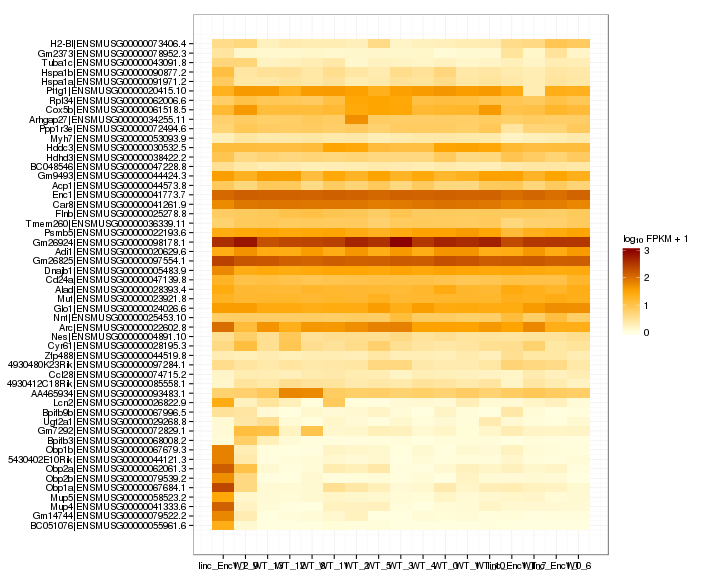 H2-Bl|ENSMUSG00000073406.4
Gm2373|ENSMUSG00000078952.3
Tuba1c|ENSMUSG00000043091.8
Hspa1b|ENSMUSG00000090877.2
Hspa1a|ENSMUSG00000091971.2
Pttg1|ENSMUSG00000020415.10
Rpl34|ENSMUSG00000062006.6
Cox5b|ENSMUSG00000061518.5
Arhgap27|ENSMUSG00000034255.11
Ppp1r3e|ENSMUSG00000072494.6
Myh7|ENSMUSG00000053093.9
Hddc3|ENSMUSG00000030532.5
Hdhd3|ENSMUSG00000038422.2
BC048546|ENSMUSG00000047228.8
Gm9493|ENSMUSG00000044424.3
Acp1|ENSMUSG00000044573.8
Enc1|ENSMUSG00000041773.7
Car8|ENSMUSG00000041261.9
Flnb|ENSMUSG00000025278.8
Tmem260|ENSMUSG00000036339.11
Psmb5|ENSMUSG00000022193.6
Gm26924|ENSMUSG00000098178.1
Adi1|ENSMUSG00000020629.6
Gm26825|ENSMUSG00000097554.1
Dnajb1|ENSMUSG00000005483.9
Cd24a|ENSMUSG00000047139.8
Alad|ENSMUSG00000028393.4
Mut|ENSMUSG00000023921.8
Glo1|ENSMUSG00000024026.6
Nnt|ENSMUSG00000025453.10
Arc|ENSMUSG00000022602.8
Nes|ENSMUSG00000004891.10
Cyr61|ENSMUSG00000028195.3
Zfp488|ENSMUSG00000044519.8
4930480K23Rik|ENSMUSG00000097284.1
Ccl28|ENSMUSG00000074715.2
4930412C18Rik|ENSMUSG00000085558.1
AA465934|ENSMUSG00000093483.1
Lcn2|ENSMUSG00000026822.9
Bpifb9b|ENSMUSG00000067996.5
Ugt2a1|ENSMUSG00000029268.8
Gm7292|ENSMUSG00000072829.1
Bpifb3|ENSMUSG00000068008.2
Obp1b|ENSMUSG00000067679.3
5430402E10Rik|ENSMUSG00000044121.3
Obp2a|ENSMUSG00000062061.3
Obp2b|ENSMUSG00000079539.2
Obp1a|ENSMUSG00000067684.1
Mup5|ENSMUSG00000058523.2
Mup4|ENSMUSG00000041333.6
Gm14744|ENSMUSG00000079522.2
BC051076|ENSMUSG00000055961.6
log10 FPKM + 1
3
2
1
0